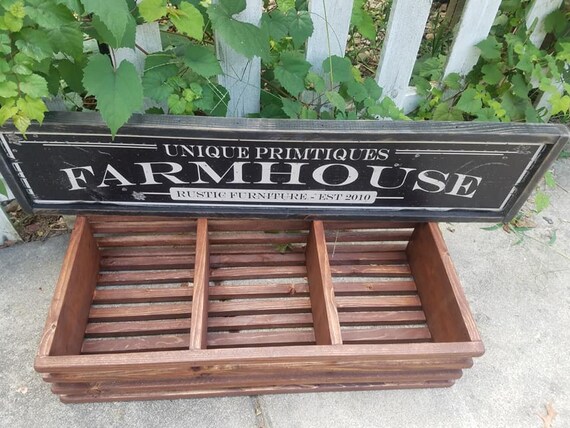 UNIQUE PRIMTIQUES
FARMHOUSE
RUSTIC FURNITURE - EST 2010